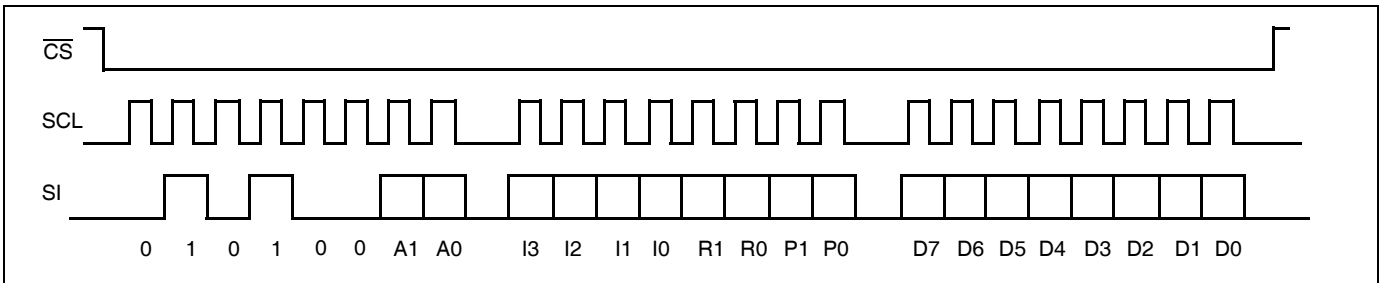 CS
SCL
SI
0 1 0 1 0 0 A1 A0 I3 I2 I1 I0 R1 R0 P1 P0 D7 D6 D5 D4 D3 D2 D1 D0